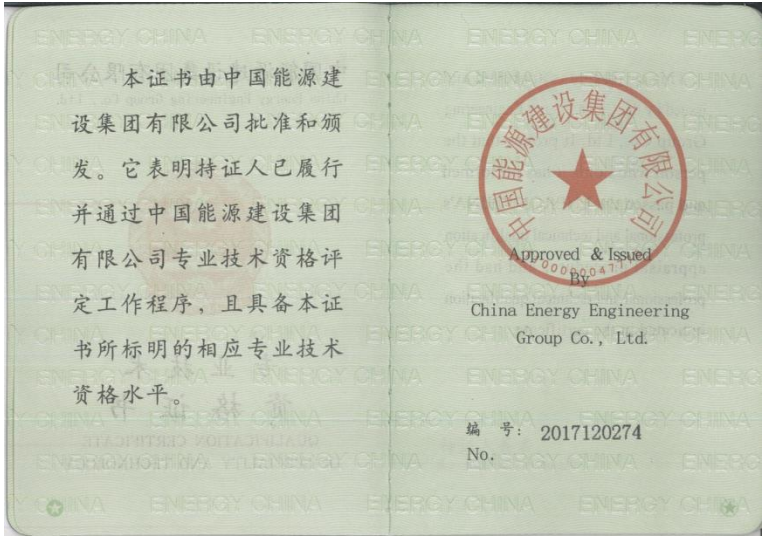 本证书由中国能源建
设集团有限公司批准和颁
发。它表明持证人已履行
并通过中国能源建设集团
有限公司专业技术资格评
定工作程序，且具备本证
书所标明的相应专业技术
资格水平。
中国能源建设集团有限公司
Approved & Issued
By
China Energy Engineering
Group Co., Ltd.
编 号: 2017120274
No.
ENERGY CHINA